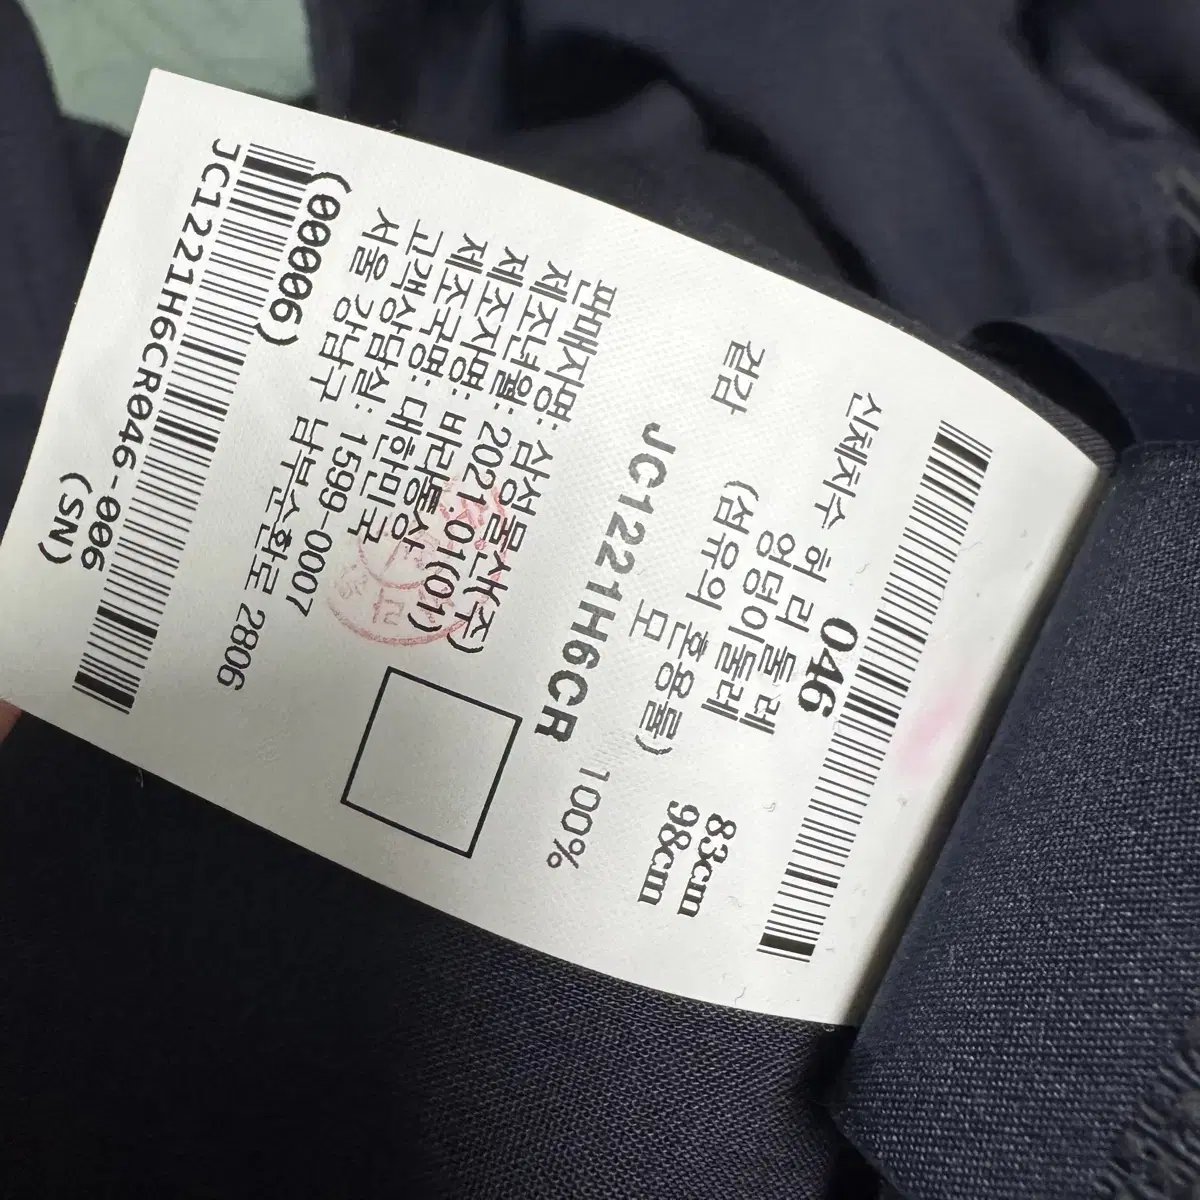 046
신체치수 허리둘레 83cm
엉덩이둘레 98cm
(섬유의 혼용률)
겉감 모 100%
JC1221H6CR
판매자명: 삼성물산(주)
제조년월: 2021.01(01)
제조자명: 바리통상
제조국명: 대한민국
고객상담실: 1599-0007
서울 강남구 남부순환로 2806
(00006)
JC1221H6CR046-006
(SN)